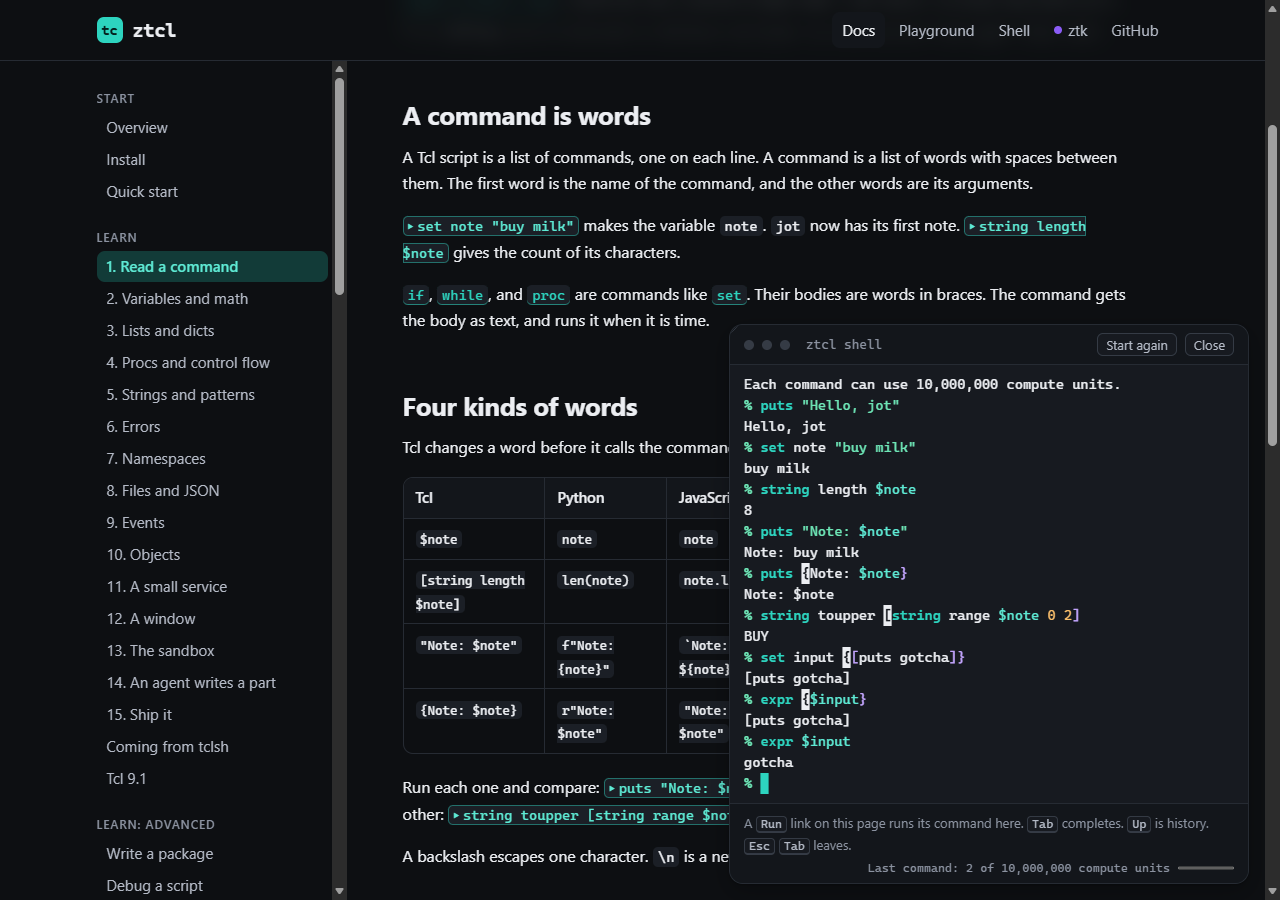 tc ztcl
Docs Playground Shell ztk GitHub
START
Overview
Install
Quick start
LEARN
1. Read a command
2. Variables and math
3. Lists and dicts
4. Procs and control flow
5. Strings and patterns
6. Errors
7. Namespaces
8. Files and JSON
9. Events
10. Objects
11. A small service
12. A window
13. The sandbox
14. An agent writes a part
15. Ship it
Coming from tclsh
Tcl 9.1
LEARN: ADVANCED
Write a package
Debug a script
A command is words
A Tcl script is a list of commands, one on each line. A command is a list of words with spaces between
them. The first word is the name of the command, and the other words are its arguments.
set note "buy milk" makes the variable note. jot now has its first note. string length
$note gives the count of its characters.
if, while, and proc are commands like set. Their bodies are words in braces. The command gets
the body as text, and runs it when it is time.
Four kinds of words
Tcl changes a word before it calls the comman
Tcl Python JavaScri
$note note note
[string length len(note) note.l
$note]
"Note: $note" f"Note: `Note:
{note}" ${note}
{Note: $note} r"Note: "Note:
$note" $note"
Run each one and compare: puts "Note: $n
other: string toupper [string range $not
A backslash escapes one character. \n is a ne
ztcl shell Start again Close
Each command can use 10,000,000 compute units.
% puts "Hello, jot"
Hello, jot
% set note "buy milk"
buy milk
% string length $note
8
% puts "Note: $note"
Note: buy milk
% puts {Note: $note}
Note: $note
% string toupper [string range $note 0 2]
BUY
% set input {[puts gotcha]}
[puts gotcha]
% expr {$input}
[puts gotcha]
% expr $input
gotcha
%
A Run link on this page runs its command here. Tab completes. Up is history.
Esc Tab leaves.
Last command: 2 of 10,000,000 compute units